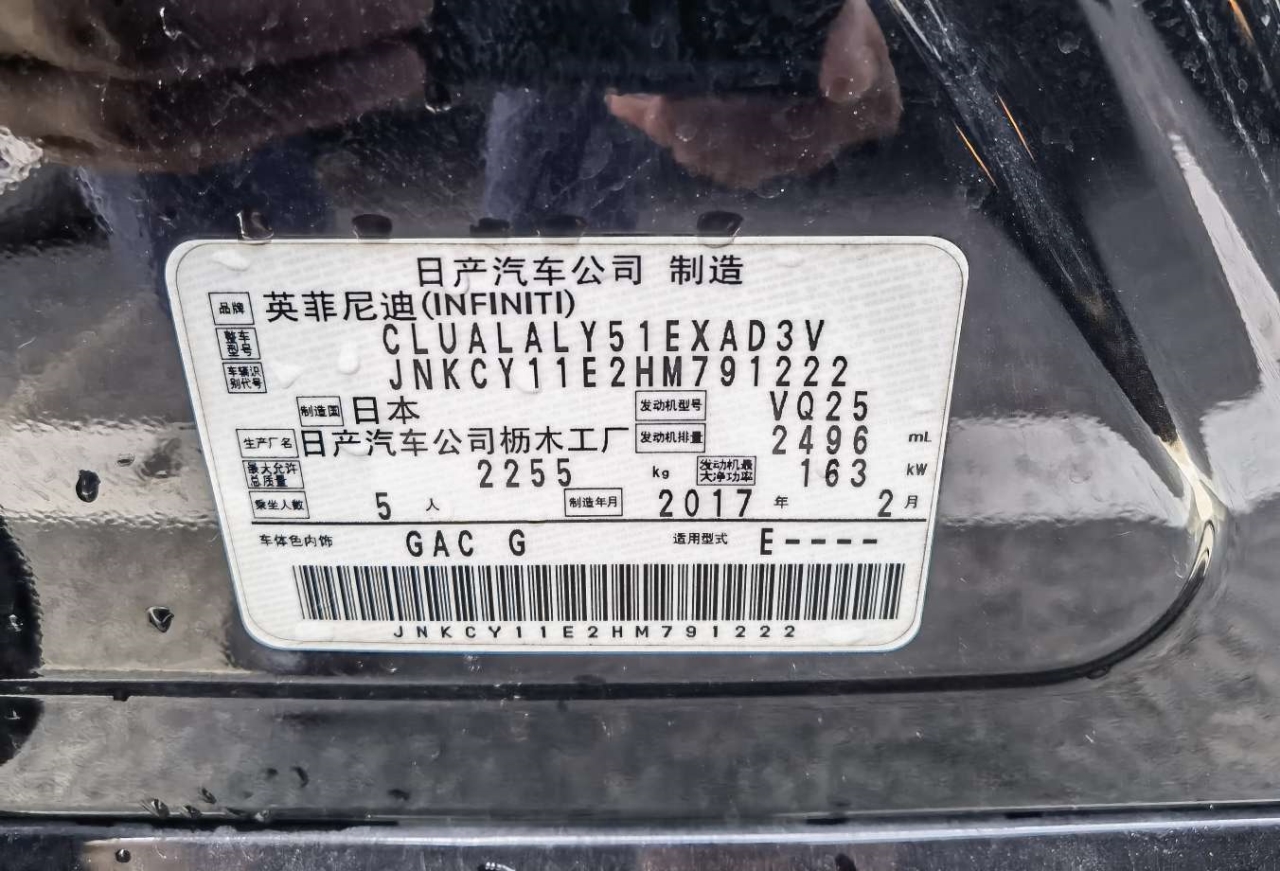 日产汽车公司 制造
品牌 英菲尼迪(INFINITI)
整车型号 CLUALALY51EXAD3V
车辆识别代号 JNKCY11E2HM791222
制造国 日本 发动机型号 VQ25
生产厂名 日产汽车公司枥木工厂 发动机排量 2496 mL
最大允许总质量 2255 kg 发动机最大净功率 163 kW
乘坐人数 5 人 制造年月 2017 年 2 月
车体色内饰 GAC G 适用型式 E----
JNKCY11E2HM791222